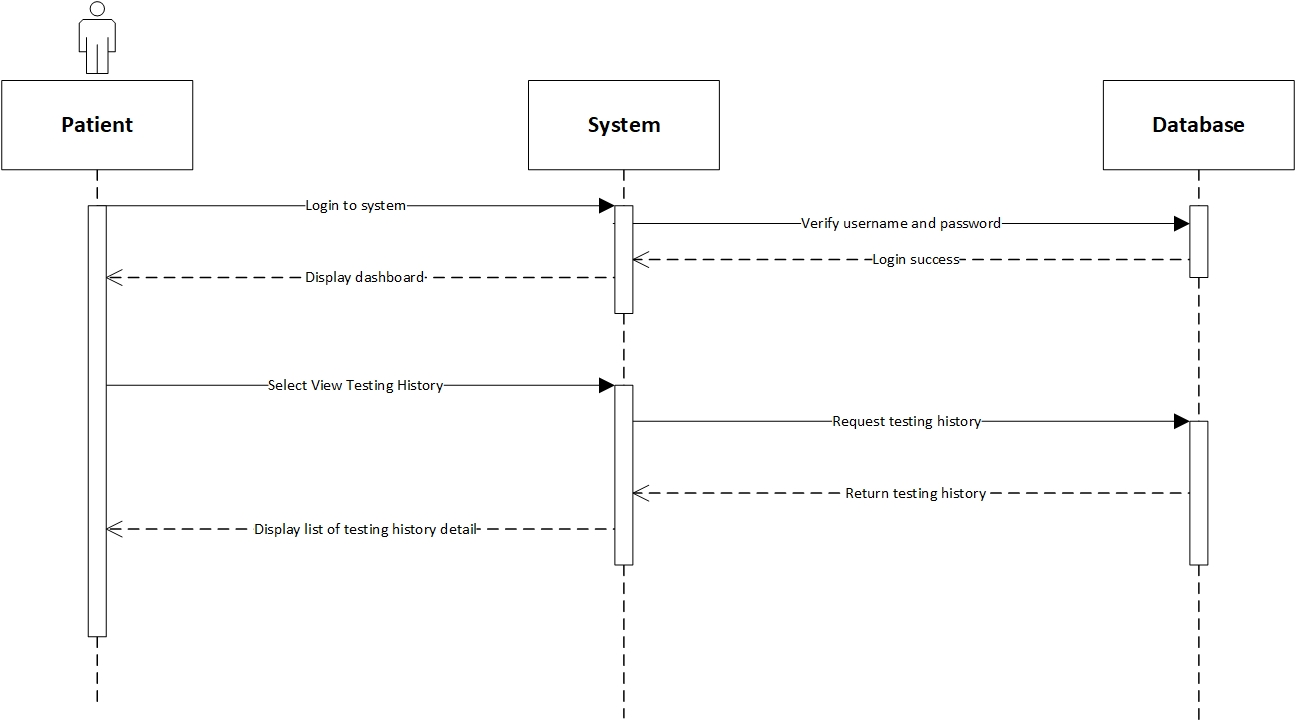 Patient
System
Database
Login to system
Verify username and password
Login success
Display dashboard
Select View Testing History
Request testing history
Return testing history
Display list of testing history detail